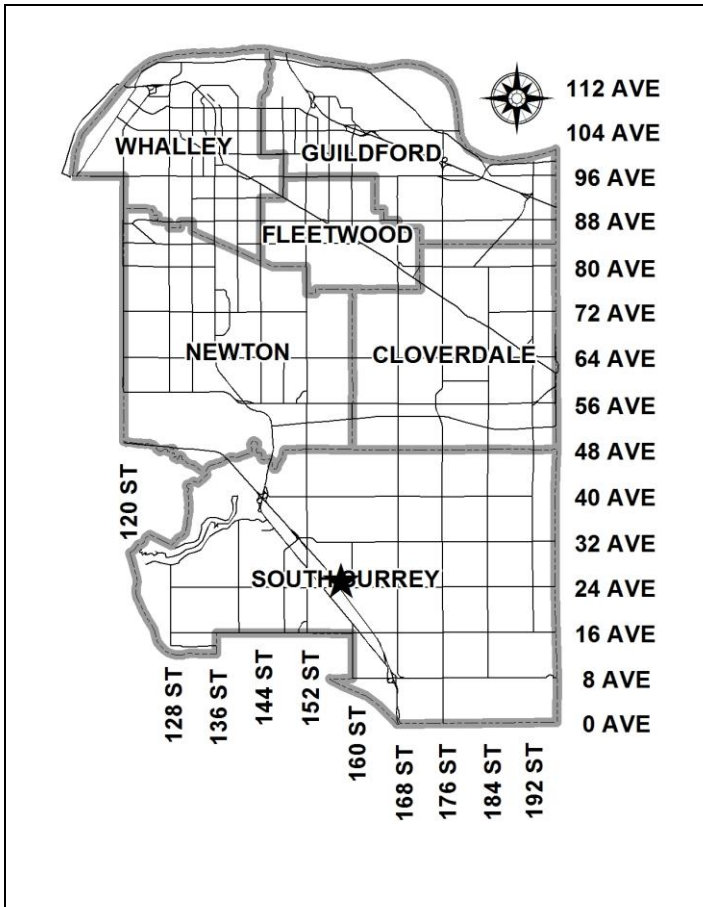 112 AVE
104 AVE
WHALLEY
GUILDFORD
96 AVE
88 AVE
FLEETWOOD
80 AVE
72 AVE
NEWTON
CLOVERDALE
64 AVE
56 AVE
48 AVE
120 ST
40 AVE
32 AVE
SOUTH SURREY
24 AVE
16 AVE
128 ST
136 ST
144 ST
152 ST
160 ST
168 ST
176 ST
184 ST
192 ST
8 AVE
0 AVE